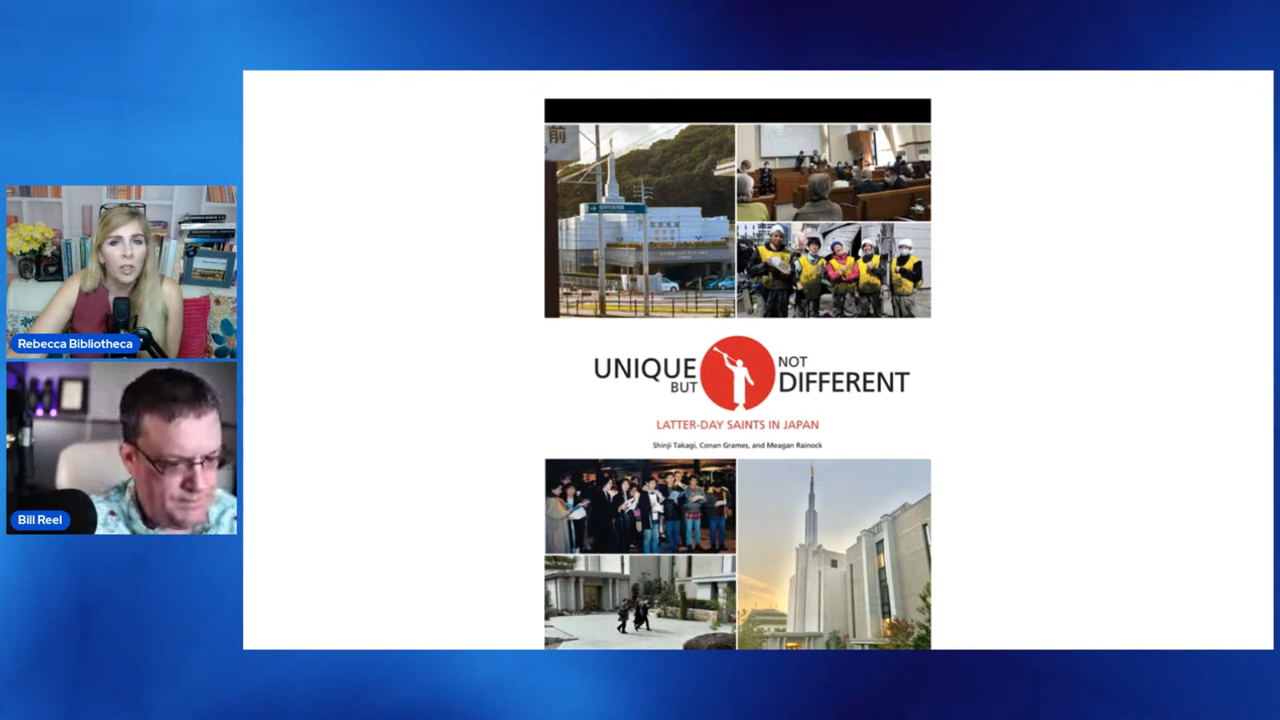 Rebecca Bibliotheca
Bill Reel
前
UNIQUE
BUT
NOT
DIFFERENT
LATTER-DAY SAINTS IN JAPAN
Shinji Takagi, Conan Grames, and Meagan Rainock